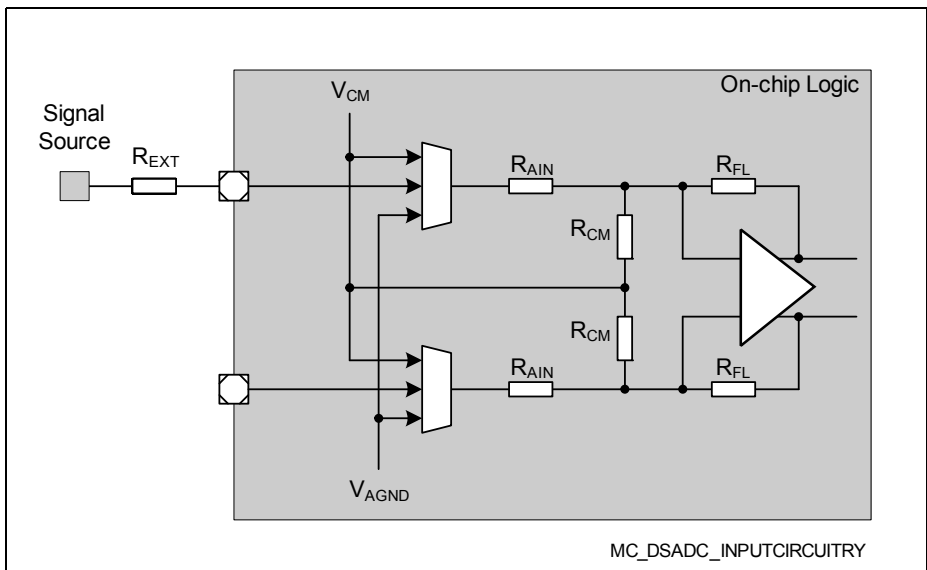 On-chip Logic
VCM
Signal
Source
REXT
RAIN
RFL
RCM
RCM
RAIN
RFL
VAGND
MC_DSADC_INPUTCIRCUITRY